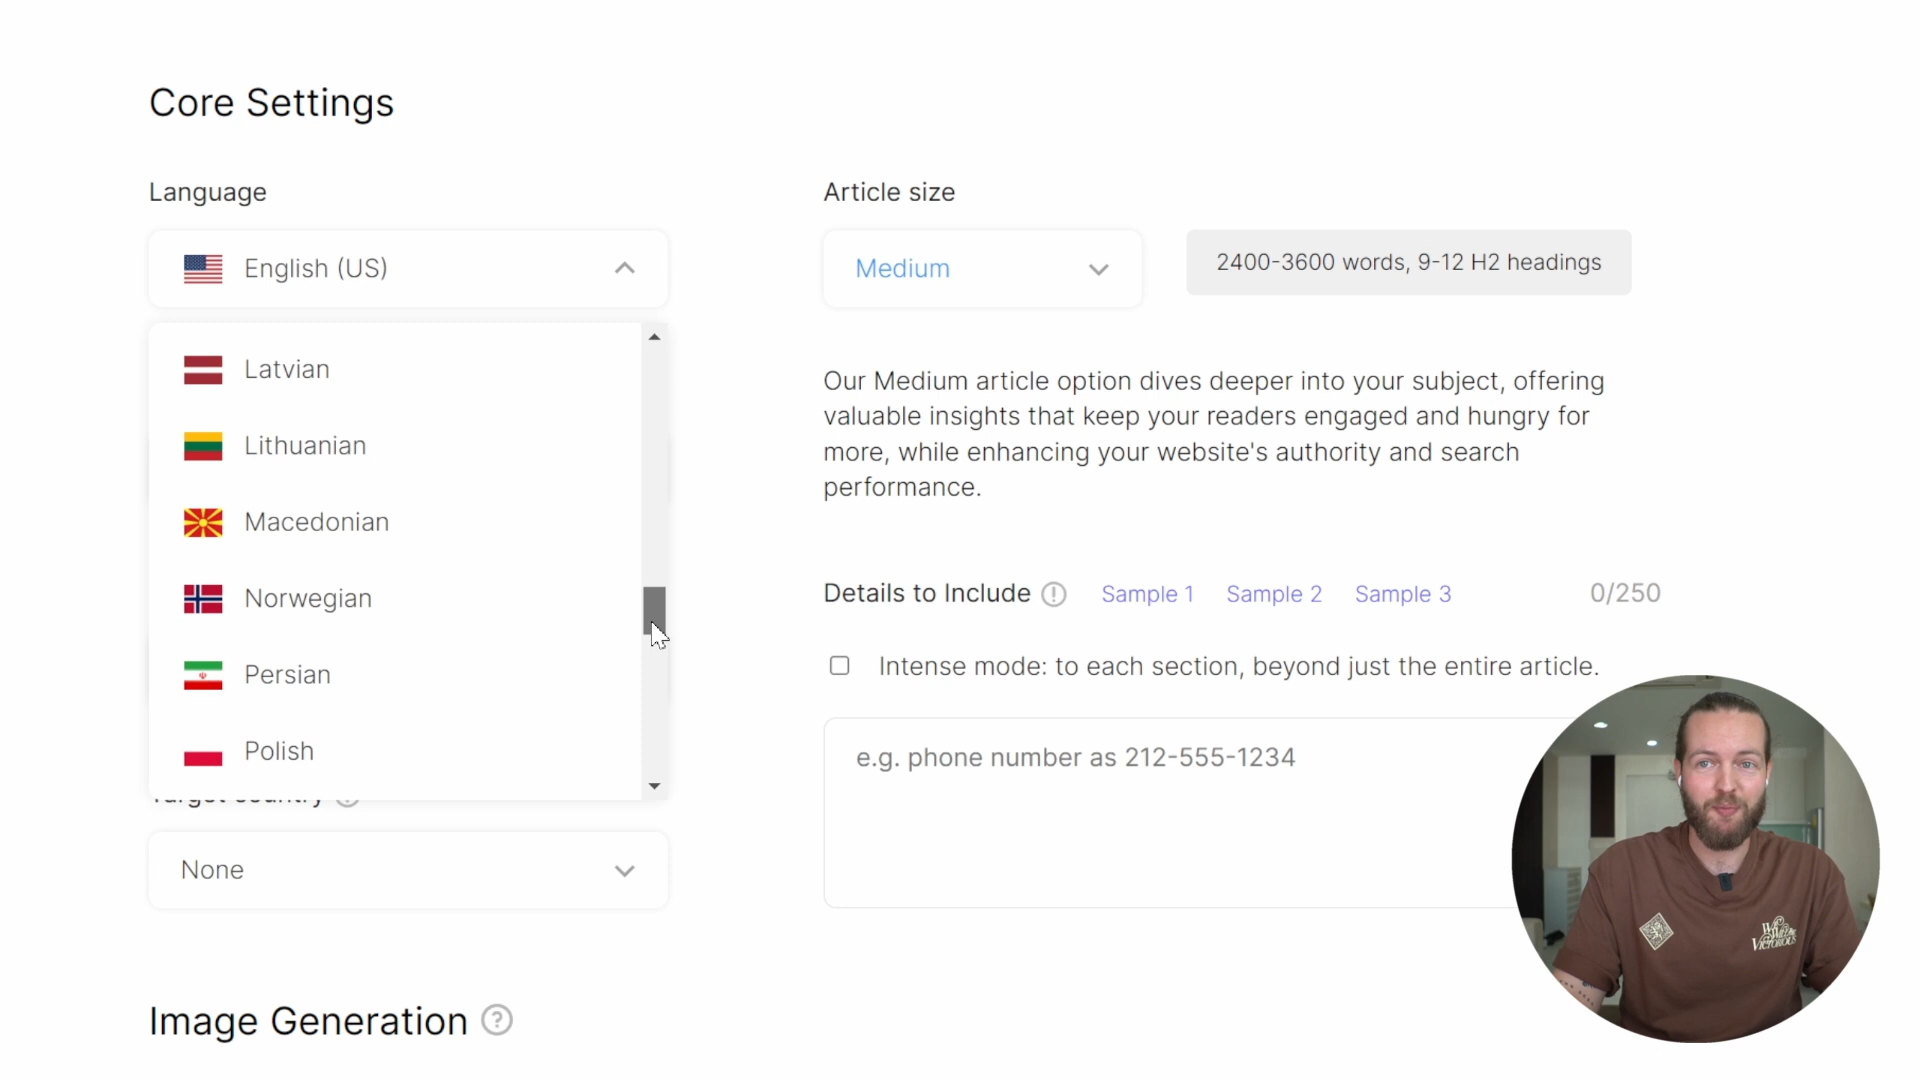 Core Settings
Language
English (US)
Latvian
Lithuanian
Macedonian
Norwegian
Persian
Polish
Target country
None
Image Generation
Article size
Medium
2400-3600 words, 9-12 H2 headings
Our Medium article option dives deeper into your subject, offering
valuable insights that keep your readers engaged and hungry for
more, while enhancing your website's authority and search
performance.
Details to Include
Sample 1
Sample 2
Sample 3
0/250
Intense mode: to each section, beyond just the entire article.
e.g. phone number as 212-555-1234